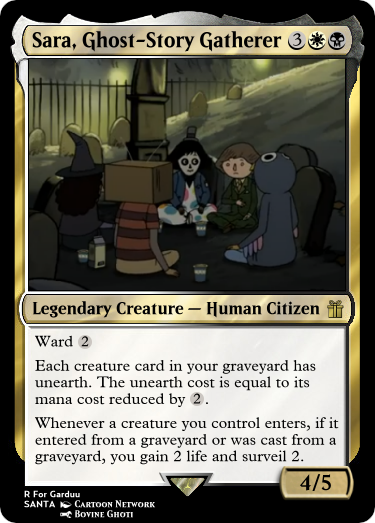 Sara, Ghost-Story Gatherer 3
Legendary Creature — Human Citizen
Ward 2
Each creature card in your graveyard has
unearth. The unearth cost is equal to its
mana cost reduced by 2.
Whenever a creature you control enters, if it
entered from a graveyard or was cast from a
graveyard, you gain 2 life and surveil 2.
4/5
R For Garduu
SANTA Cartoon Network
Bovine Ghoti